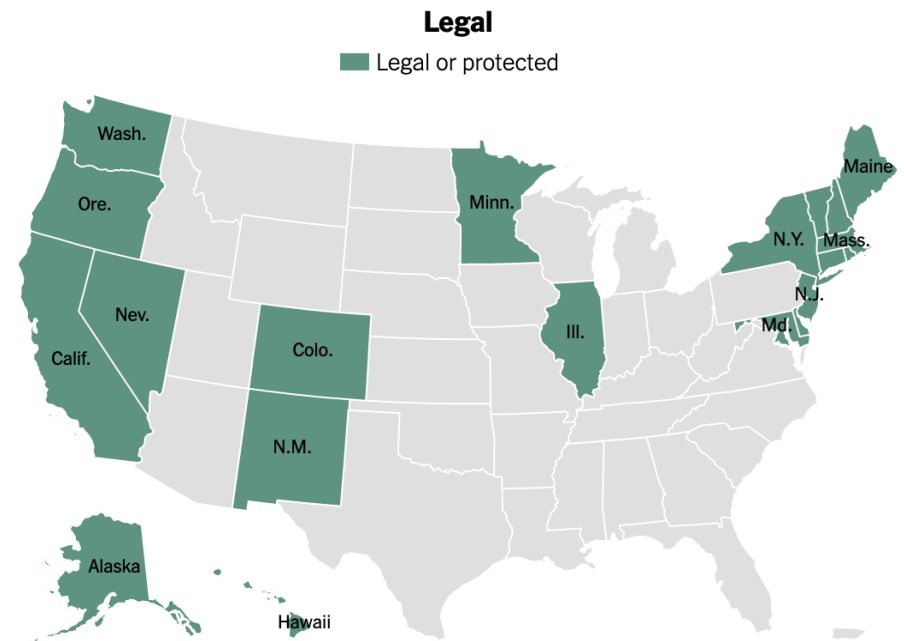 Legal
Legal or protected
Wash.
Maine
Ore.
Minn.
N.Y.
Mass.
N.J.
Nev.
Md.
Ill.
Calif.
Colo.
N.M.
Alaska
Hawaii